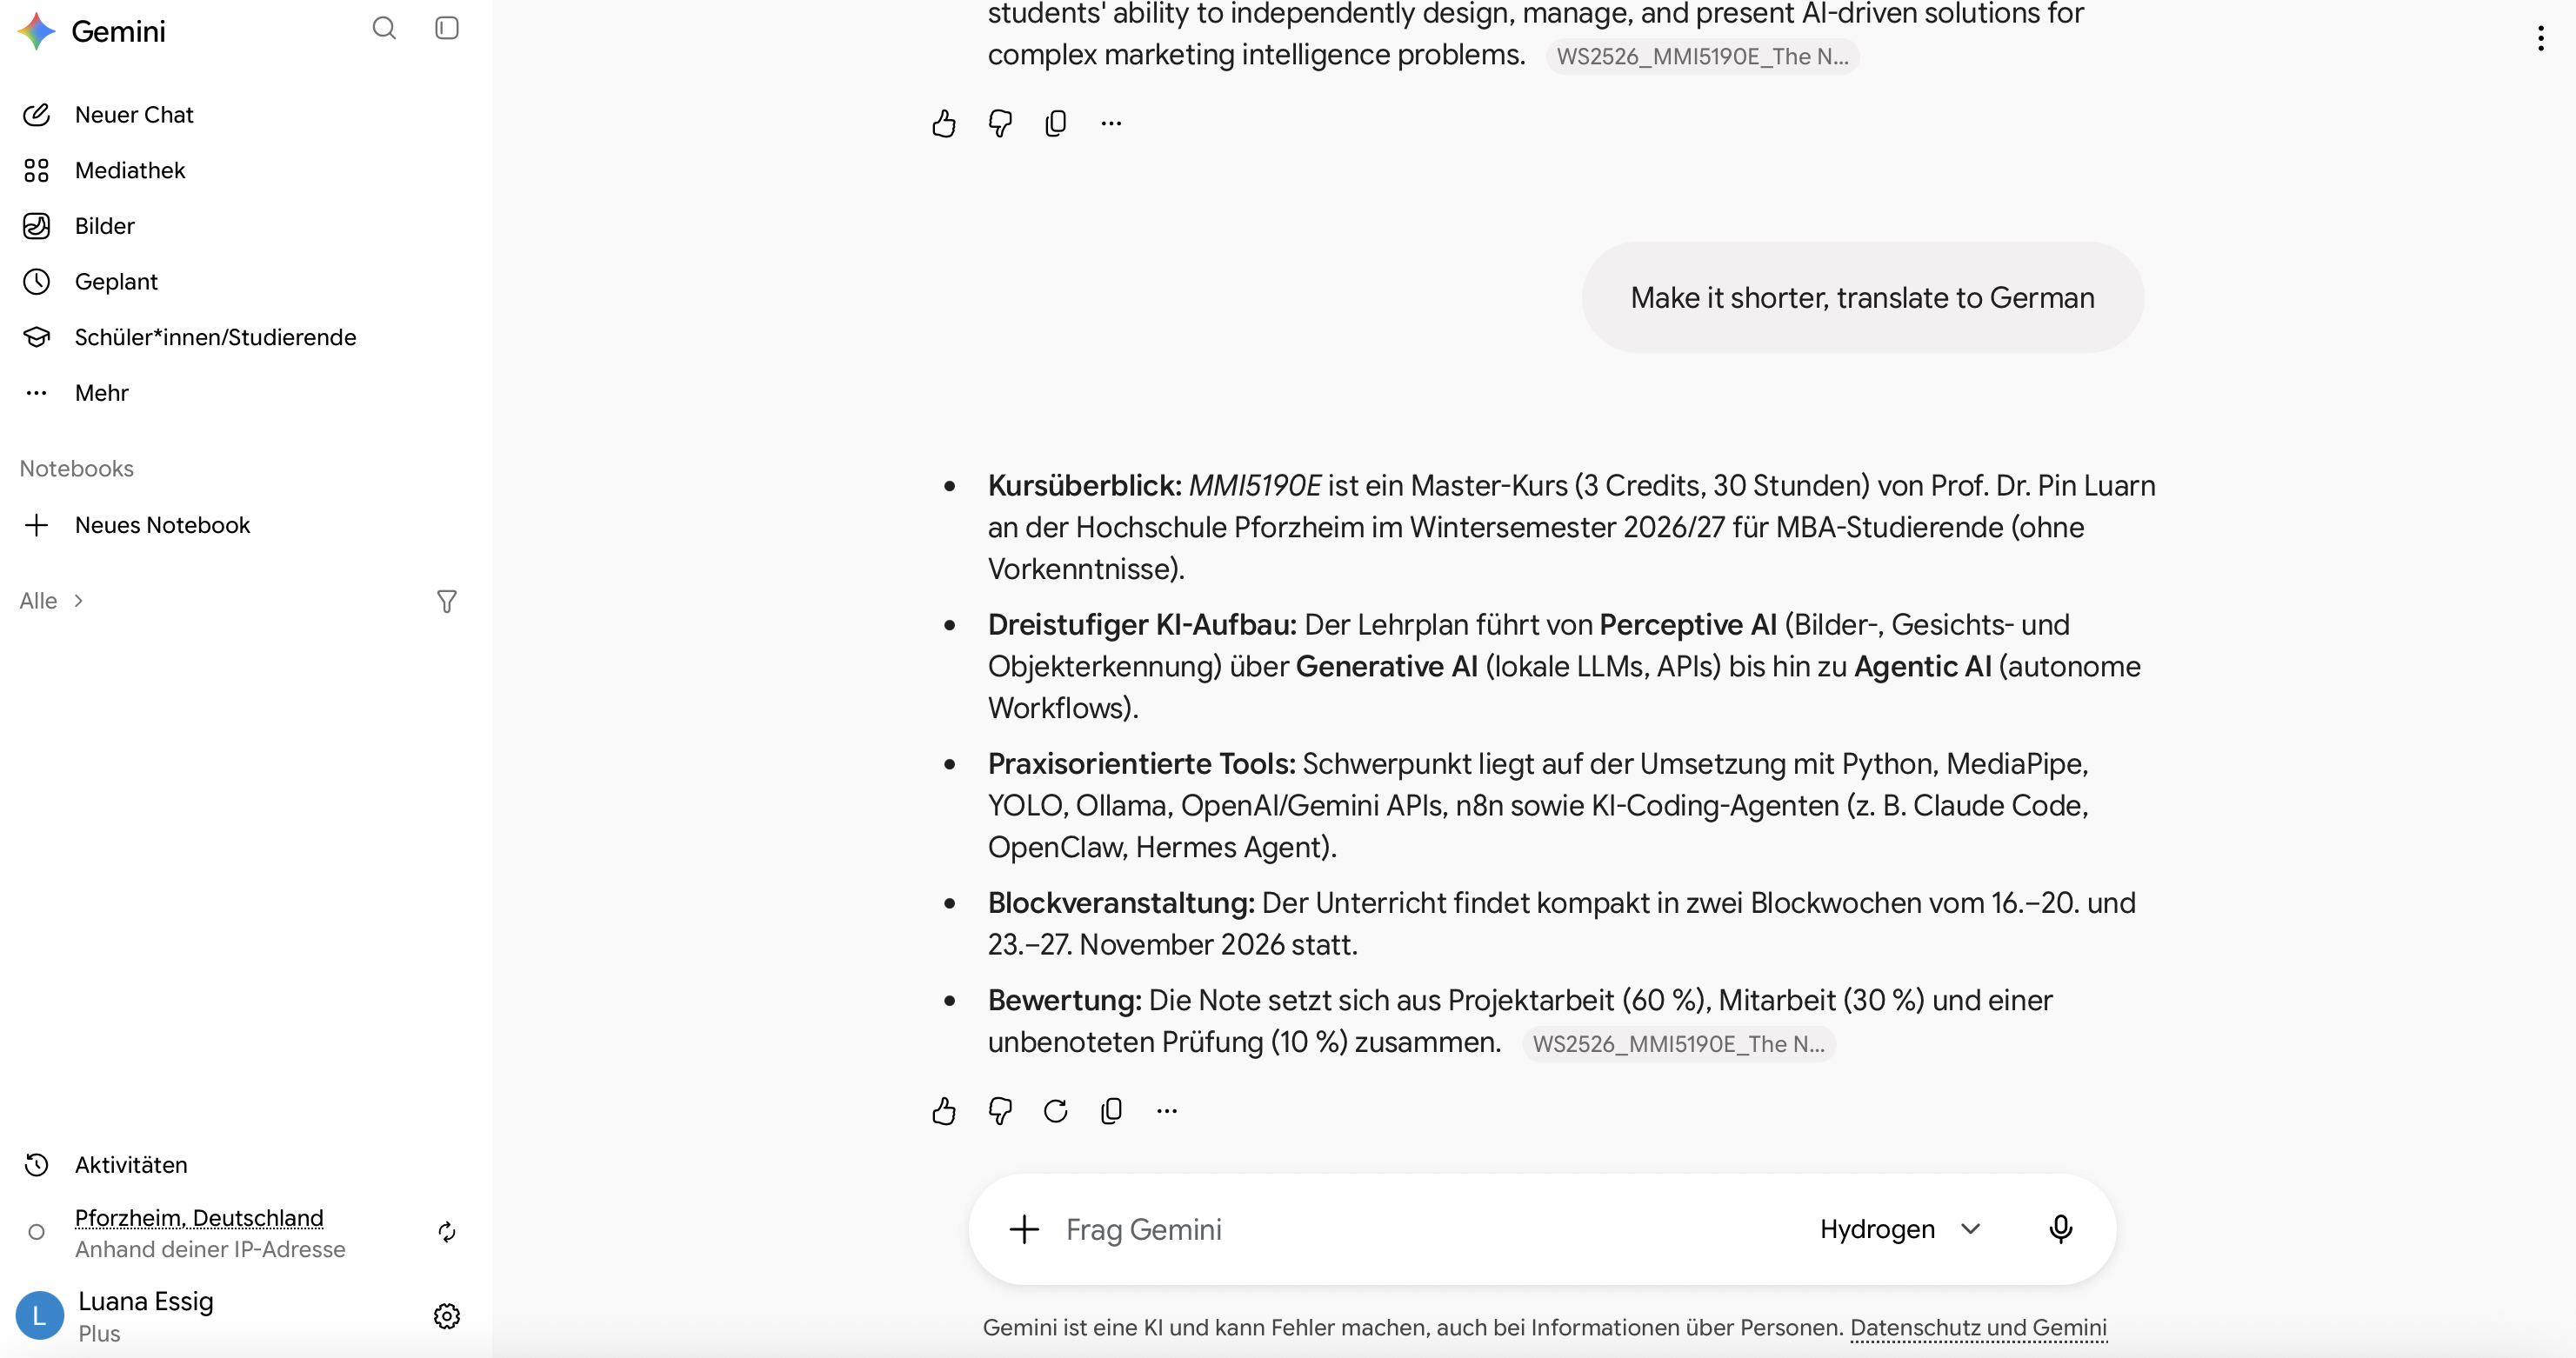 Gemini
Neuer Chat
Mediathek
Bilder
Geplant
Schüler*innen/Studierende
Mehr
Notebooks
Neues Notebook
Alle
Aktivitäten
Pforzheim, Deutschland
Anhand deiner IP-Adresse
L
Luana Essig
Plus
students' ability to independently design, manage, and present AI-driven solutions for
complex marketing intelligence problems. WS2526_MMI5190E_The N...
Make it shorter, translate to German
• Kursüberblick: MMI5190E ist ein Master-Kurs (3 Credits, 30 Stunden) von Prof. Dr. Pin Luarn
an der Hochschule Pforzheim im Wintersemester 2026/27 für MBA-Studierende (ohne
Vorkenntnisse).
• Dreistufiger KI-Aufbau: Der Lehrplan führt von Perceptive AI (Bilder-, Gesichts- und
Objekterkennung) über Generative AI (lokale LLMs, APIs) bis hin zu Agentic AI (autonome
Workflows).
• Praxisorientierte Tools: Schwerpunkt liegt auf der Umsetzung mit Python, MediaPipe,
YOLO, Ollama, OpenAI/Gemini APIs, n8n sowie KI-Coding-Agenten (z. B. Claude Code,
OpenClaw, Hermes Agent).
• Blockveranstaltung: Der Unterricht findet kompakt in zwei Blockwochen vom 16.–20. und
23.–27. November 2026 statt.
• Bewertung: Die Note setzt sich aus Projektarbeit (60 %), Mitarbeit (30 %) und einer
unbenoteten Prüfung (10 %) zusammen. WS2526_MMI5190E_The N...
Frag Gemini
Hydrogen
Gemini ist eine KI und kann Fehler machen, auch bei Informationen über Personen. Datenschutz und Gemini